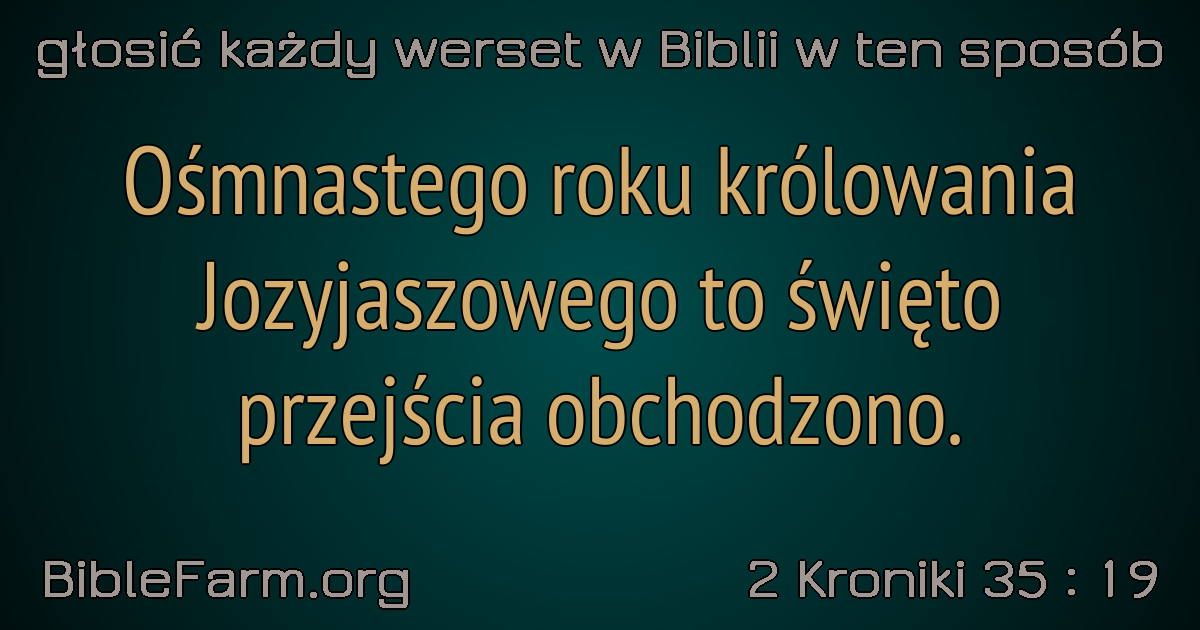 głosić każdy werset w Biblii w ten sposób
Ośmnastego roku królowania
Jozyjaszowego to święto
przejścia obchodzono.
BibleFarm.org
2 Kroniki 35 : 19